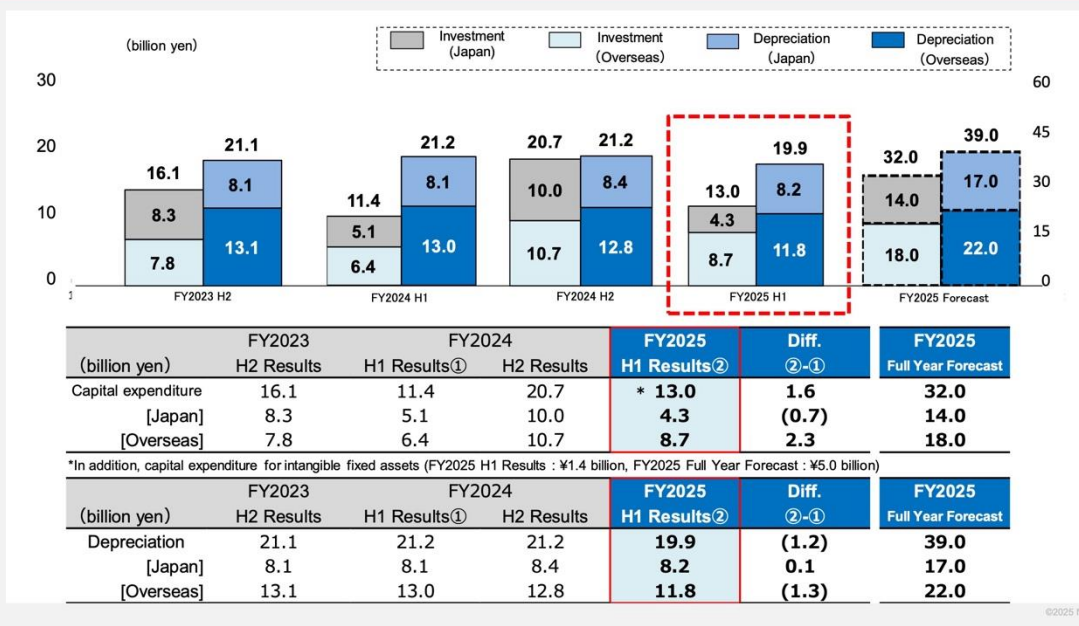 (billion yen)
Investment (Japan)
Investment (Overseas)
Depreciation (Japan)
Depreciation (Overseas)
30
20
10
0
60
45
30
15
0
16.1
8.3
7.8
21.1
8.1
13.1
FY2023 H2
11.4
5.1
6.4
21.2
8.1
13.0
FY2024 H1
20.7
10.0
10.7
21.2
8.4
12.8
FY2024 H2
13.0
4.3
8.7
19.9
8.2
11.8
FY2025 H1
32.0
14.0
18.0
39.0
17.0
22.0
FY2025 Forecast
FY2023 FY2024 FY2025 Diff. FY2025
(billion yen) H2 Results H1 Results① H2 Results H1 Results② ②-① Full Year Forecast
Capital expenditure 16.1 11.4 20.7 * 13.0 1.6 32.0
[Japan] 8.3 5.1 10.0 4.3 (0.7) 14.0
[Overseas] 7.8 6.4 10.7 8.7 2.3 18.0
*In addition, capital expenditure for intangible fixed assets (FY2025 H1 Results : ¥1.4 billion, FY2025 Full Year Forecast : ¥5.0 billion)
FY2023 FY2024 FY2025 Diff. FY2025
(billion yen) H2 Results H1 Results① H2 Results H1 Results② ②-① Full Year Forecast
Depreciation 21.1 21.2 21.2 19.9 (1.2) 39.0
[Japan] 8.1 8.1 8.4 8.2 0.1 17.0
[Overseas] 13.1 13.0 12.8 11.8 (1.3) 22.0
©2025